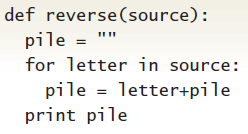 def reverse(source):
  pile = ""
  for letter in source:
    pile = letter+pile
  print pile